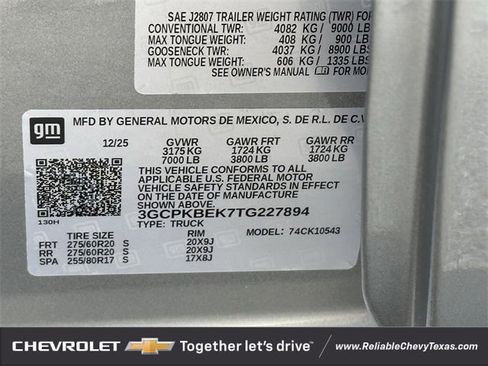 SAE J2807 TRAILER WEIGHT RATING (TWR) FOR
CONVENTIONAL TWR: 4082 KG / 9000 LBS
MAX TONGUE WEIGHT: 408 KG / 900 LBS
GOOSENECK TWR: 4037 KG / 8900 LBS
MAX TONGUE WEIGHT: 606 KG / 1335 LBS
SEE OWNER'S MANUAL FOR MO
gm
MFD BY GENERAL MOTORS DE MEXICO, S. DE R.L. DE C.V
12/25 GVWR GAWR FRT GAWR RR
3175 KG 1724 KG 1724 KG
7000 LB 3800 LB 3800 LB
THIS VEHICLE CONFORMS TO ALL
APPLICABLE U.S. FEDERAL MOTOR
VEHICLE SAFETY STANDARDS IN EFFECT ON
THE DATE OF MANUFACTURE SHOWN ABOVE.
3GCPKBEK7TG227894
130H
TYPE: TRUCK MODEL: 74CK10543
TIRE SIZE RIM
FRT 275/60R20 S 20X9J
RR 275/60R20 S 20X9J
SPA 255/80R17 S 17X8J
CHEVROLET Together let's drive™ www.ReliableChevyTexas.com